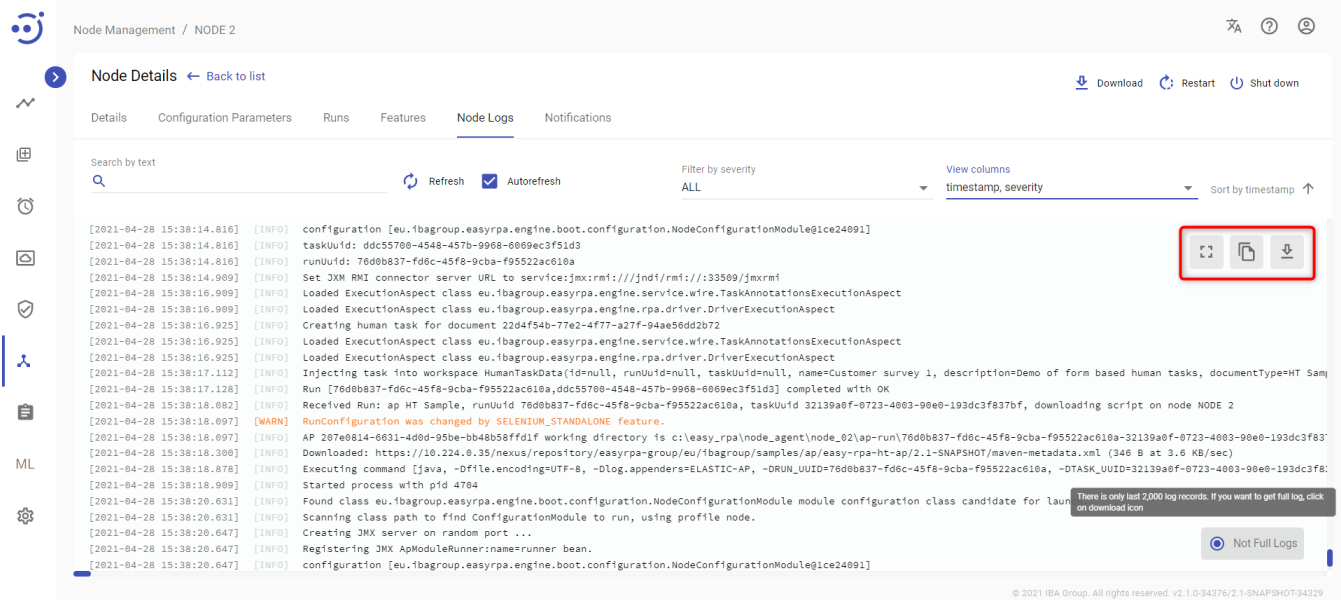 Node Management / NODE 2
Node Details
Back to list
Download
Restart
Shut down
Details
Configuration Parameters
Runs
Features
Node Logs
Notifications
Search by text
Refresh
Autorefresh
Filter by severity
ALL
View columns
timestamp, severity
Sort by timestamp
[2021-04-28 15:38:14.816] [INFO] configuration [eu.ibagroup.easyrpa.engine.boot.configuration.NodeConfigurationModule@1ce24091]
[2021-04-28 15:38:14.816] [INFO] taskUuid: ddc55700-4548-457b-9968-6069ec3f51d3
[2021-04-28 15:38:14.816] [INFO] runUuid: 76d0b837-fd6c-45f8-9cba-f95522ac610a
[2021-04-28 15:38:14.909] [INFO] Set JXM RMI connector server URL to service:jmx:rmi:///jndi/rmi://:33509/jmxrmi
[2021-04-28 15:38:16.909] [INFO] Loaded ExecutionAspect class eu.ibagroup.easyrpa.engine.service.wire.TaskAnnotationsExecutionAspect
[2021-04-28 15:38:16.909] [INFO] Loaded ExecutionAspect class eu.ibagroup.easyrpa.engine.rpa.driver.DriverExecutionAspect
[2021-04-28 15:38:16.925] [INFO] Creating human task for document 22d4f54b-77e2-4f77-a27f-94ae56dd2b72
[2021-04-28 15:38:16.925] [INFO] Loaded ExecutionAspect class eu.ibagroup.easyrpa.engine.service.wire.TaskAnnotationsExecutionAspect
[2021-04-28 15:38:16.925] [INFO] Loaded ExecutionAspect class eu.ibagroup.easyrpa.engine.rpa.driver.DriverExecutionAspect
[2021-04-28 15:38:17.112] [INFO] Injecting task into workspace HumanTaskData(id=null, runUuid=null, taskUuid=null, name=Customer survey 1, description=Demo of form based human tasks, documentType=HT Samp
[2021-04-28 15:38:17.128] [INFO] Run [76d0b837-fd6c-45f8-9cba-f95522ac610a,ddc55700-4548-457b-9968-6069ec3f51d3] completed with OK
[2021-04-28 15:38:18.082] [INFO] Received Run: ap HT Sample, runUuid 76d0b837-fd6c-45f8-9cba-f95522ac610a, taskUuid 32139a0f-0723-4003-90e0-193dc3f837bf, downloading script on node NODE 2
[2021-04-28 15:38:18.097] [WARN] RunConfiguration was changed by SELENIUM_STANDALONE feature.
[2021-04-28 15:38:18.097] [INFO] AP 207e0814-6631-4d0d-95be-bb48b58ffd1f working directory is c:\easy_rpa\node_agent\node_02\ap-run\76d0b837-fd6c-45f8-9cba-f95522ac610a-32139a0f-0723-4003-90e0-193dc3f837
[2021-04-28 15:38:18.300] [INFO] Downloaded: https://10.224.0.35/nexus/repository/easyrpa-group/eu/ibagroup/samples/ap/easy-rpa-ht-ap/2.1-SNAPSHOT/maven-metadata.xml (346 B at 3.6 KB/sec)
[2021-04-28 15:38:18.878] [INFO] Executing command [java, -Dfile.encoding=UTF-8, -Dlog.appenders=ELASTIC-AP, -DRUN_UUID=76d0b837-fd6c-45f8-9cba-f95522ac610a, -DTASK_UUID=32139a0f-0723-4003-90e0-193dc3f83
[2021-04-28 15:38:18.909] [INFO] Started process with pid 4704
[2021-04-28 15:38:20.631] [INFO] Found class eu.ibagroup.easyrpa.engine.boot.configuration.NodeConfigurationModule module configuration class candidate for laun
There is only last 2,000 log records. If you want to get full log, click
on download icon
[2021-04-28 15:38:20.631] [INFO] Scanning class path to find ConfigurationModule to run, using profile node.
[2021-04-28 15:38:20.647] [INFO] Creating JMX server on random port ...
[2021-04-28 15:38:20.647] [INFO] Registering JMX ApModuleRunner:name=runner bean.
Not Full Logs
[2021-04-28 15:38:20.647] [INFO] configuration [eu.ibagroup.easyrpa.engine.boot.configuration.NodeConfigurationModule@1ce24091]
ML
© 2021 IBA Group. All rights reserved. v2.1.0-34376/2.1-SNAPSHOT-34329